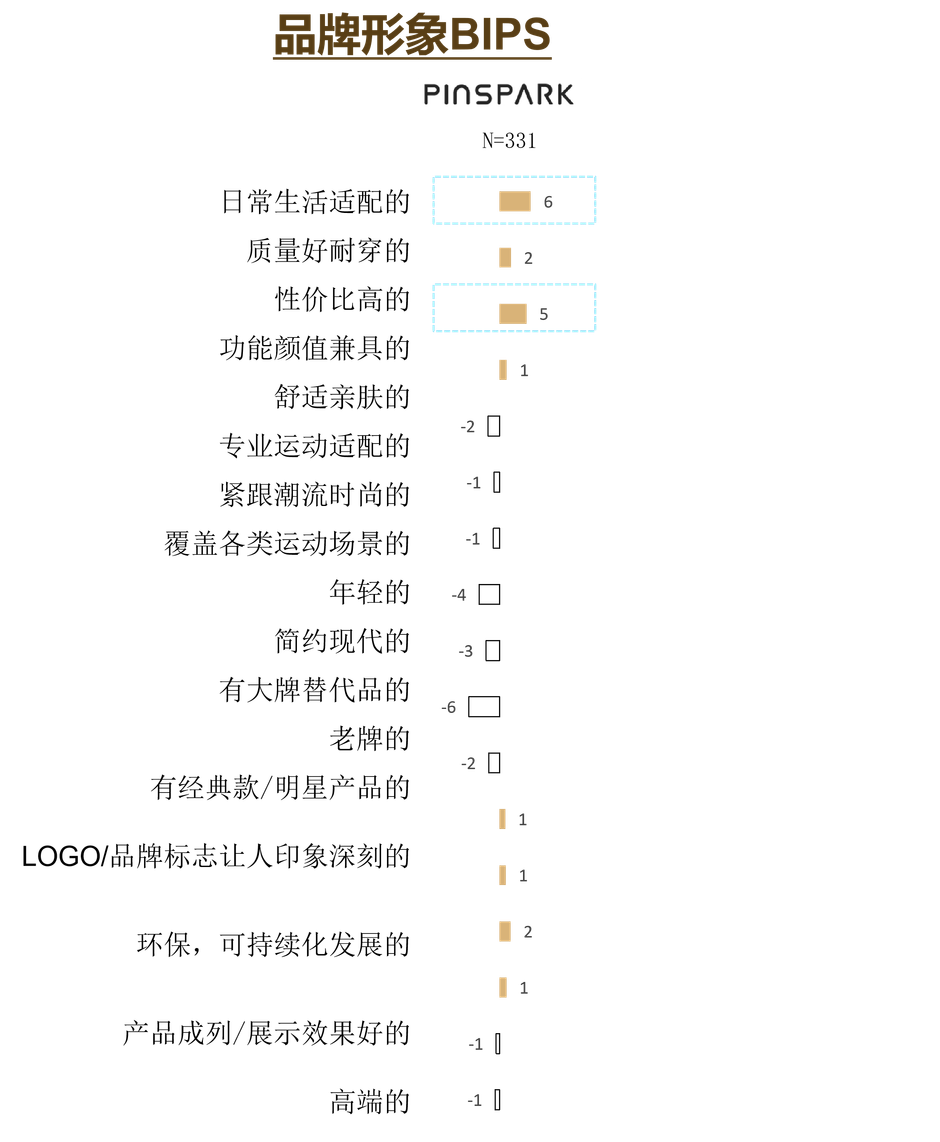 品牌形象BIPS
PINSPARK
N=331
日常生活适配的
6
质量好耐穿的
2
性价比高的
5
功能颜值兼具的
1
舒适亲肤的
-2
专业运动适配的
-1
紧跟潮流时尚的
-1
覆盖各类运动场景的
-4
年轻的
简约现代的
-3
有大牌替代品的
-6
老牌的
-2
有经典款/明星产品的
1
LOGO/品牌标志让人印象深刻的
1
环保，可持续化发展的
2
1
产品成列/展示效果好的
-1
高端的
-1